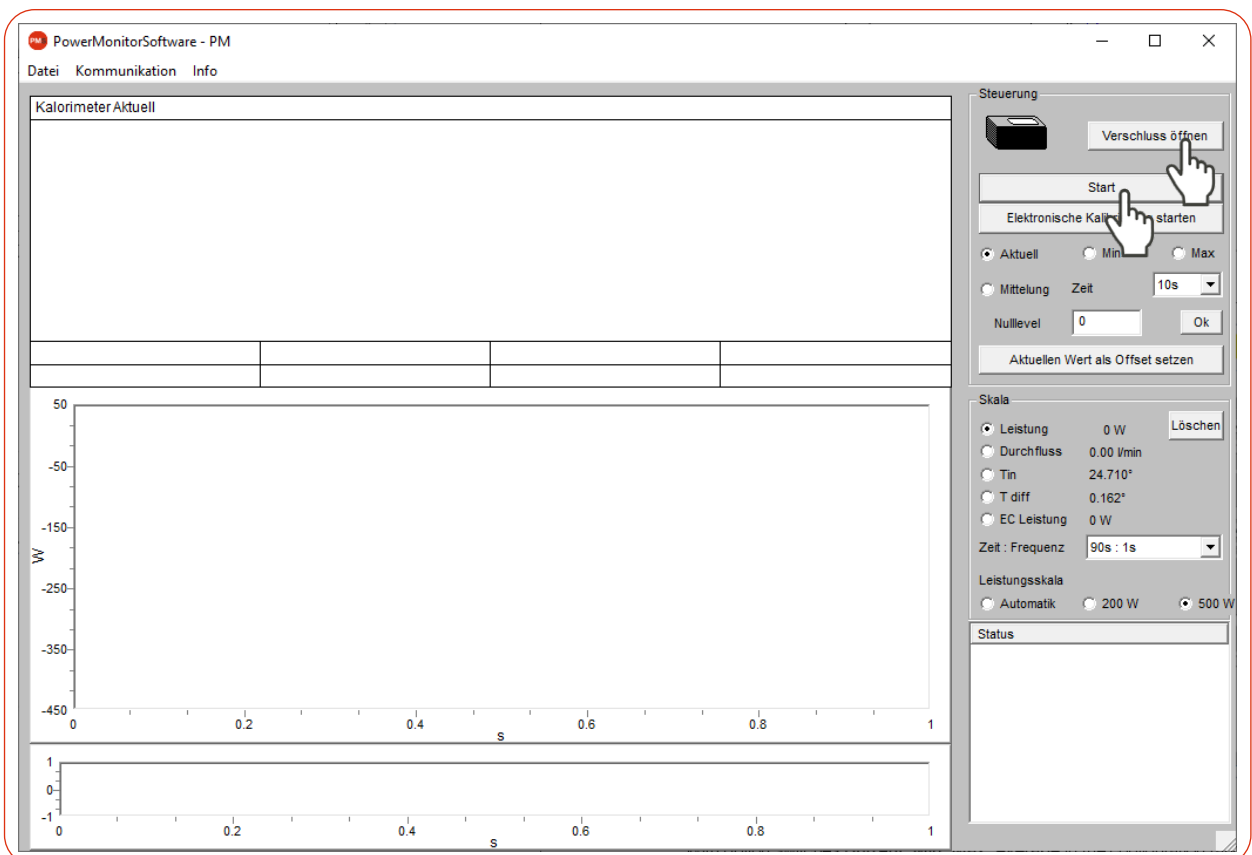 PM PowerMonitorSoftware - PM
Datei Kommunikation Info
Kalorimeter Aktuell
50
-50
-150
W
-250
-350
-450
0 0.2 0.4 0.6 0.8 1
s
1
0
-1
0 0.2 0.4 0.6 0.8 1
s
Steuerung
Verschluss öffnen
Start
Elektronische starten
Aktuell Min Max
Mittelung Zeit 10s
Nulllevel 0 Ok
Aktuellen Wert als Offset setzen
Skala
Löschen
Leistung 0 W
Durchfluss 0.00 l/min
Tin 24.710°
T diff 0.162°
EC Leistung 0 W
Zeit : Frequenz 90s : 1s
Leistungsskala
Automatik 200 W 500 W
Status